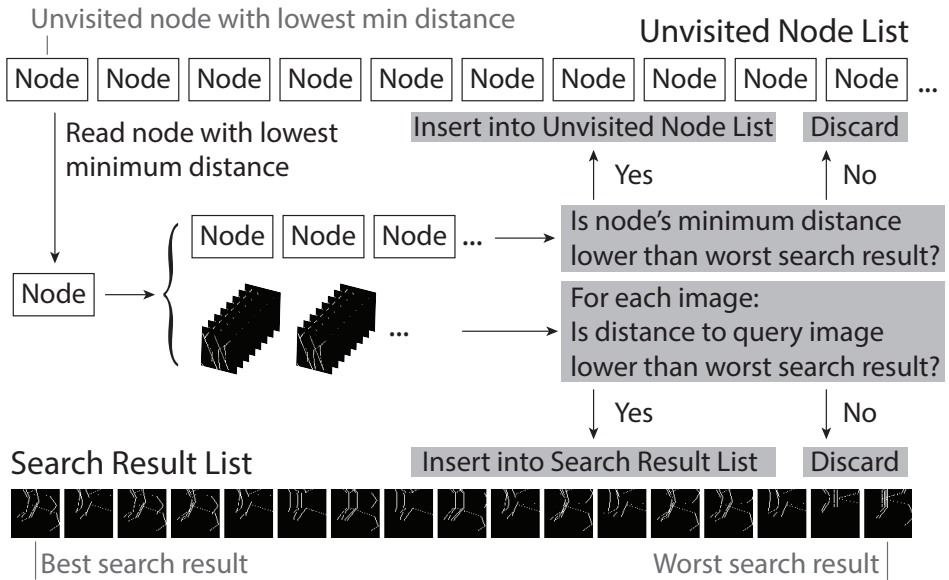 Unvisited node with lowest min distance
Unvisited Node List
Node Node Node Node Node Node Node Node Node Node ...
Read node with lowest
minimum distance
Insert into Unvisited Node List
Discard
Yes
No
Node Node Node ...
Is node's minimum distance
lower than worst search result?
Node
...
For each image:
Is distance to query image
lower than worst search result?
Yes
No
Search Result List
Insert into Search Result List
Discard
Best search result
Worst search result